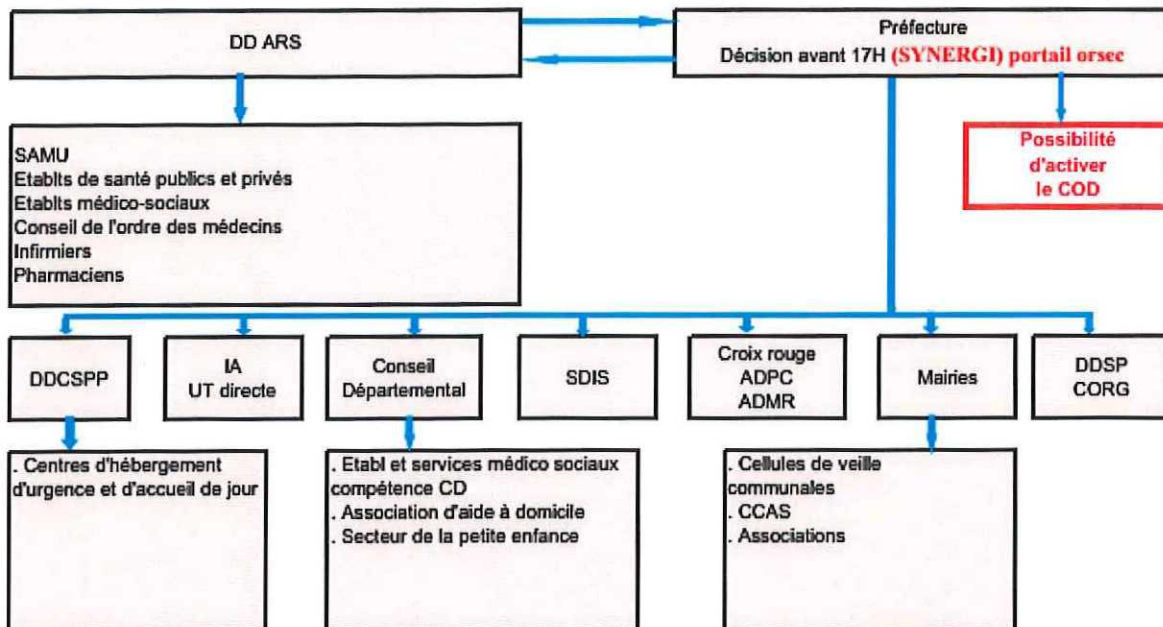 DD ARS
Préfecture
Décision avant 17H (SYNERGI) portail orsec
Possibilité
d'activer
le COD
SAMU
Etablts de santé publics et privés
Etablts médico-sociaux
Conseil de l'ordre des médecins
Infirmiers
Pharmaciens
DDCSPP
IA
UT directe
Conseil
Départemental
SDIS
Croix rouge
ADPC
ADMR
Mairies
DDSP
CORG
. Centres d'hébergement
d'urgence et d'accueil de jour
. Etabl et services médico sociaux
compétence CD
. Association d'aide à domicile
. Secteur de la petite enfance
. Cellules de veille
communales
. CCAS
. Associations